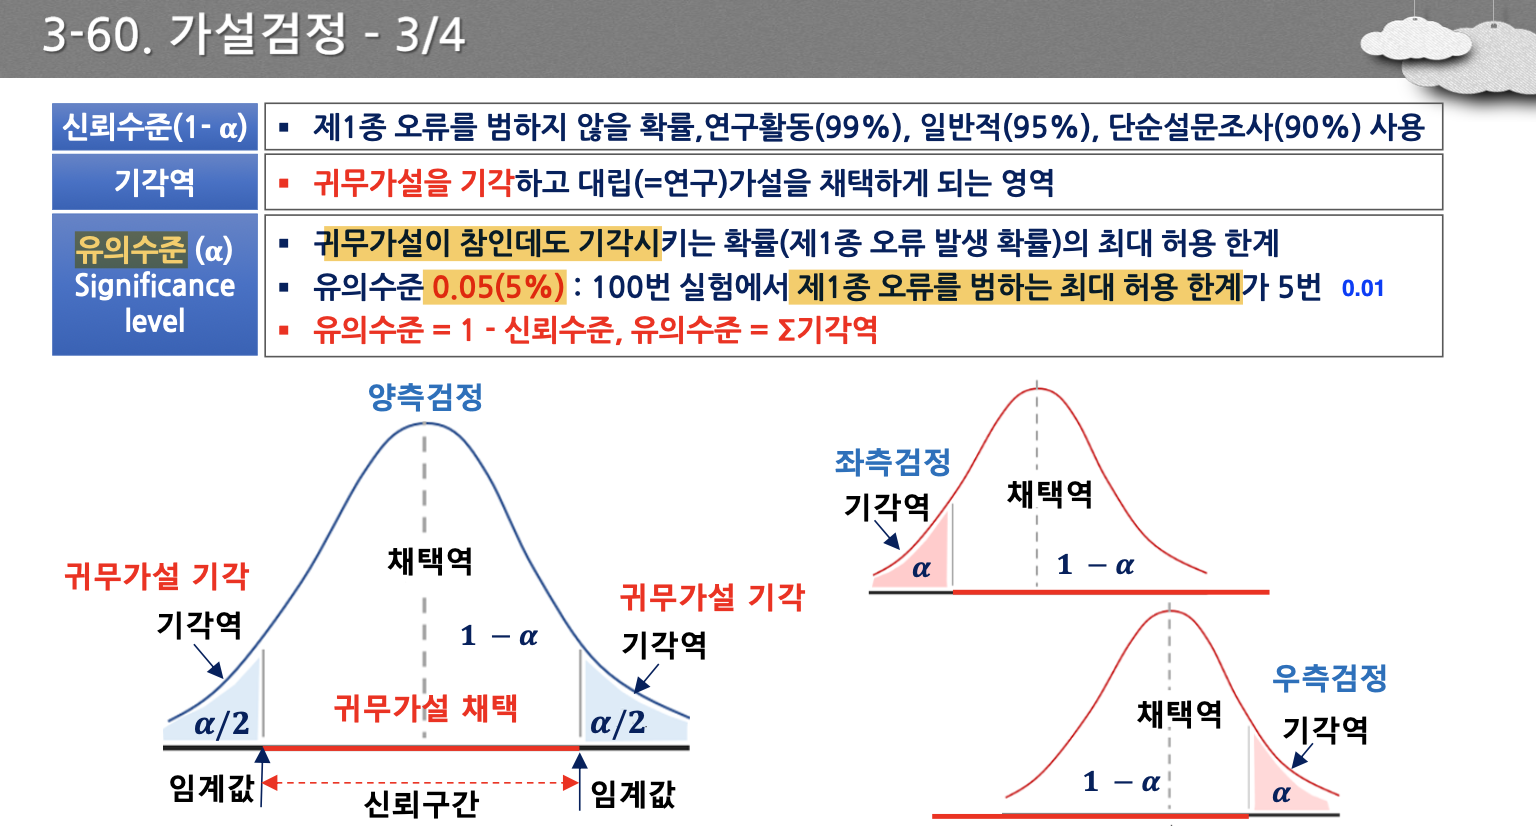 3-60. 가설검정 - 3/4
신뢰수준(1- α)
▪ 제1종 오류를 범하지 않을 확률,연구활동(99%), 일반적(95%), 단순설문조사(90%) 사용
기각역
▪ 귀무가설을 기각하고 대립(=연구)가설을 채택하게 되는 영역
유의수준 (α)
Significance
level
▪ 귀무가설이 참인데도 기각시키는 확률(제1종 오류 발생 확률)의 최대 허용 한계
▪ 유의수준 0.05(5%) : 100번 실험에서 제1종 오류를 범하는 최대 허용 한계가 5번 0.01
▪ 유의수준 = 1 - 신뢰수준, 유의수준 = Σ기각역
양측검정
채택역
귀무가설 기각
기각역
귀무가설 기각
기각역
1 − α
귀무가설 채택
α/2
α/2
임계값
신뢰구간
임계값
좌측검정
기각역
채택역
α
1 − α
우측검정
채택역
기각역
1 − α
α